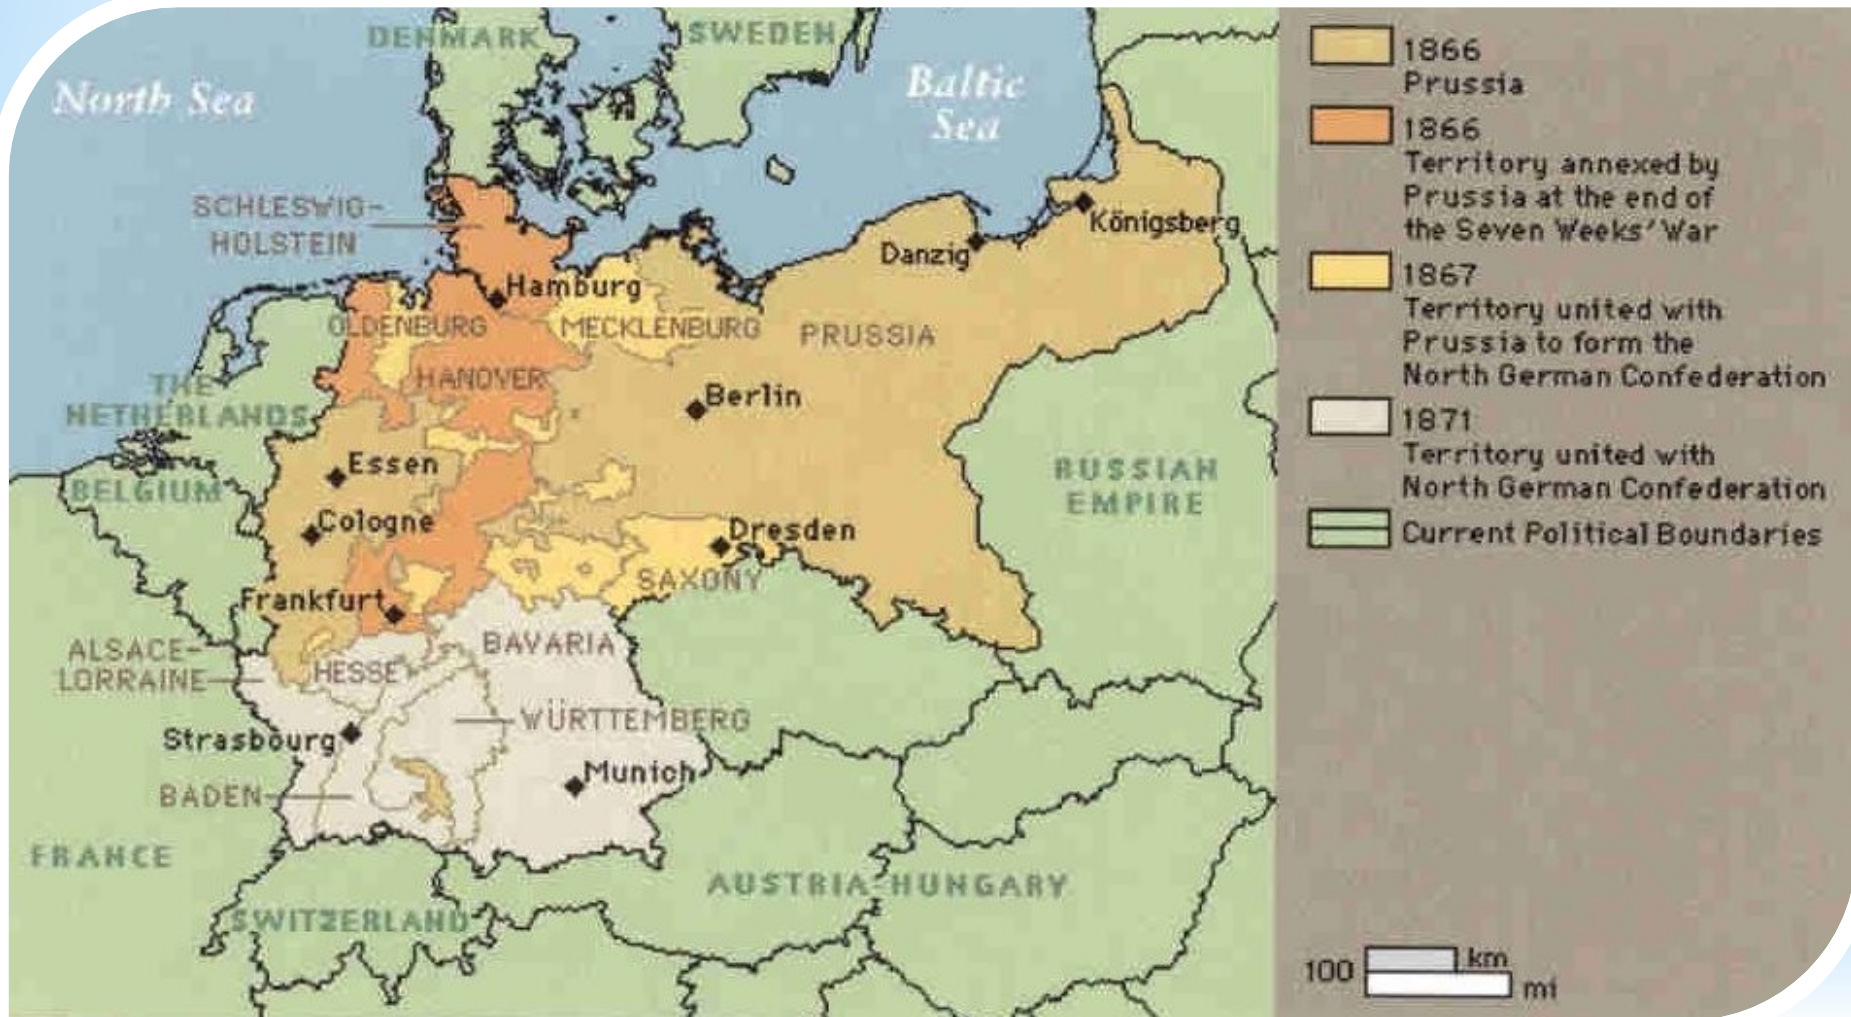 DENMARK
SWEDEN
North Sea
Baltic
Sea
SCHLESWIG-
HOLSTEIN
Königsberg
Danzig
Hamburg
OLDENBURG
MECKLENBURG
PRUSSIA
HANOVER
THE
NETHERLANDS
Berlin
Essen
RUSSIAN
EMPIRE
BELGIUM
Cologne
Dresden
SAXONY
Frankfurt
ALSACE-
LORRAINE
HESSE
BAVARIA
WÜRTTEMBERG
Strasbourg
Munich
BADEN
FRANCE
AUSTRIA-HUNGARY
SWITZERLAND
1866
Prussia
1866
Territory annexed by
Prussia at the end of
the Seven Weeks' War
1867
Territory united with
Prussia to form the
North German Confederation
1871
Territory united with
North German Confederation
Current Political Boundaries
100 km
mi